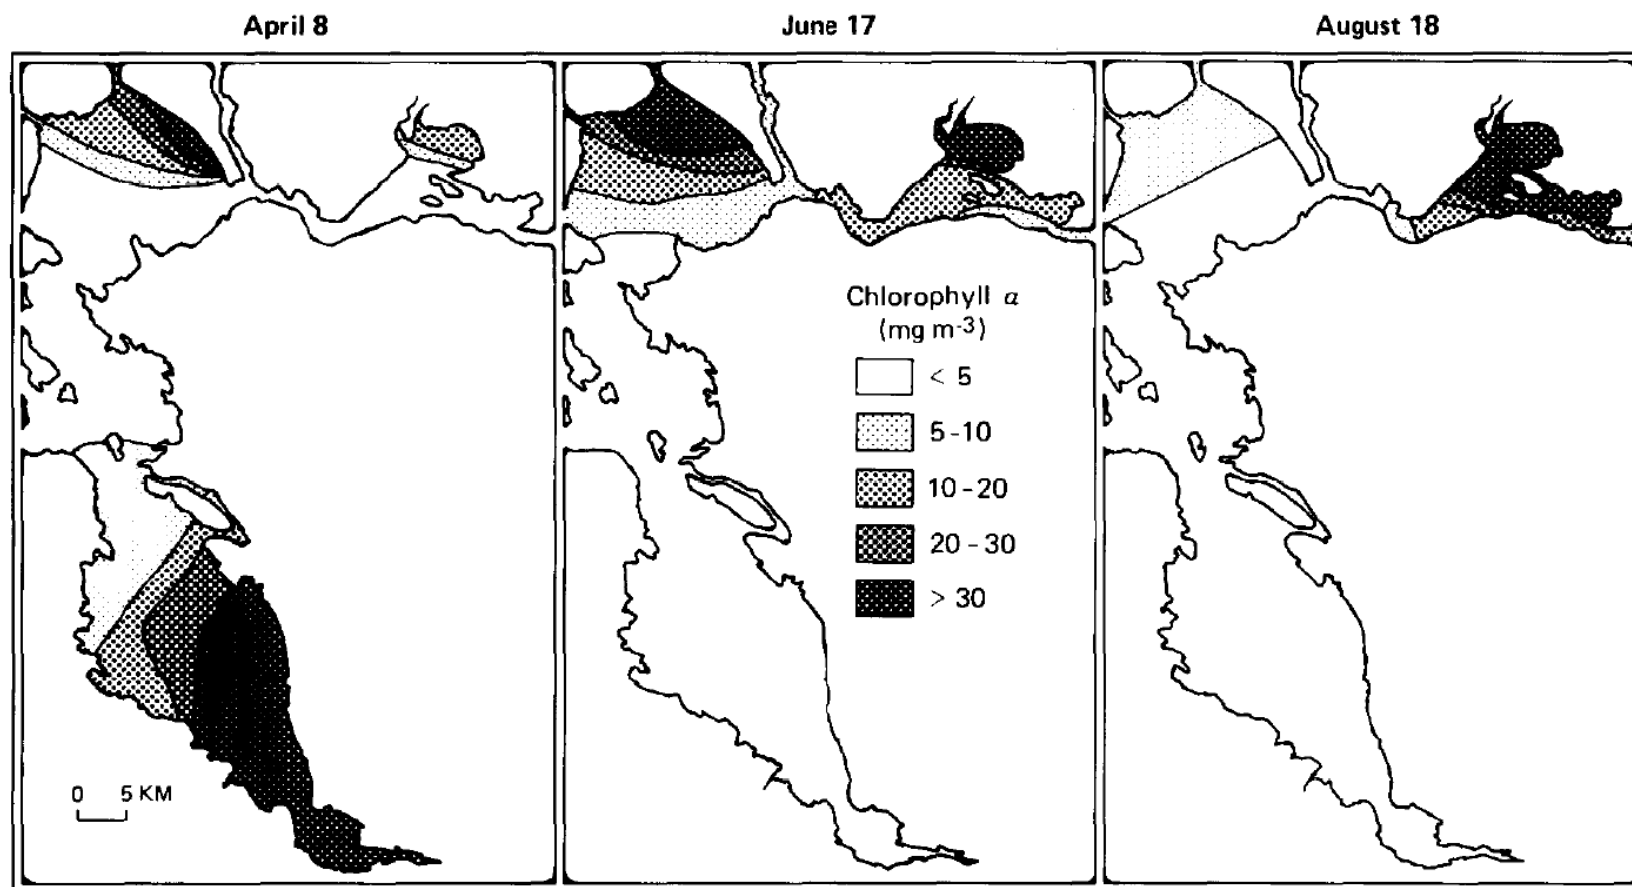 April 8
June 17
August 18
Chlorophyll a
(mg m-3)
< 5
5-10
10-20
20-30
> 30
0 5 KM